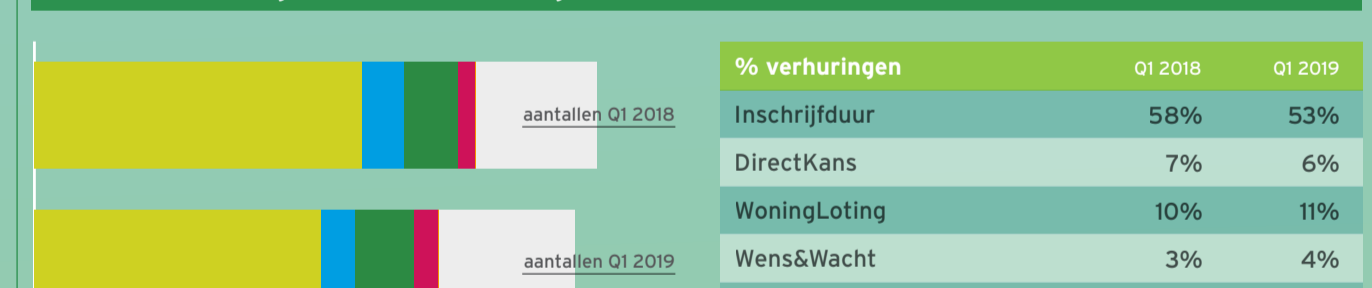 aantallen Q1 2018
aantallen Q1 2019
% verhuringen Q1 2018 Q1 2019
Inschrijfduur 58% 53%
DirectKans 7% 6%
WoningLoting 10% 11%
Wens&Wacht 3% 4%